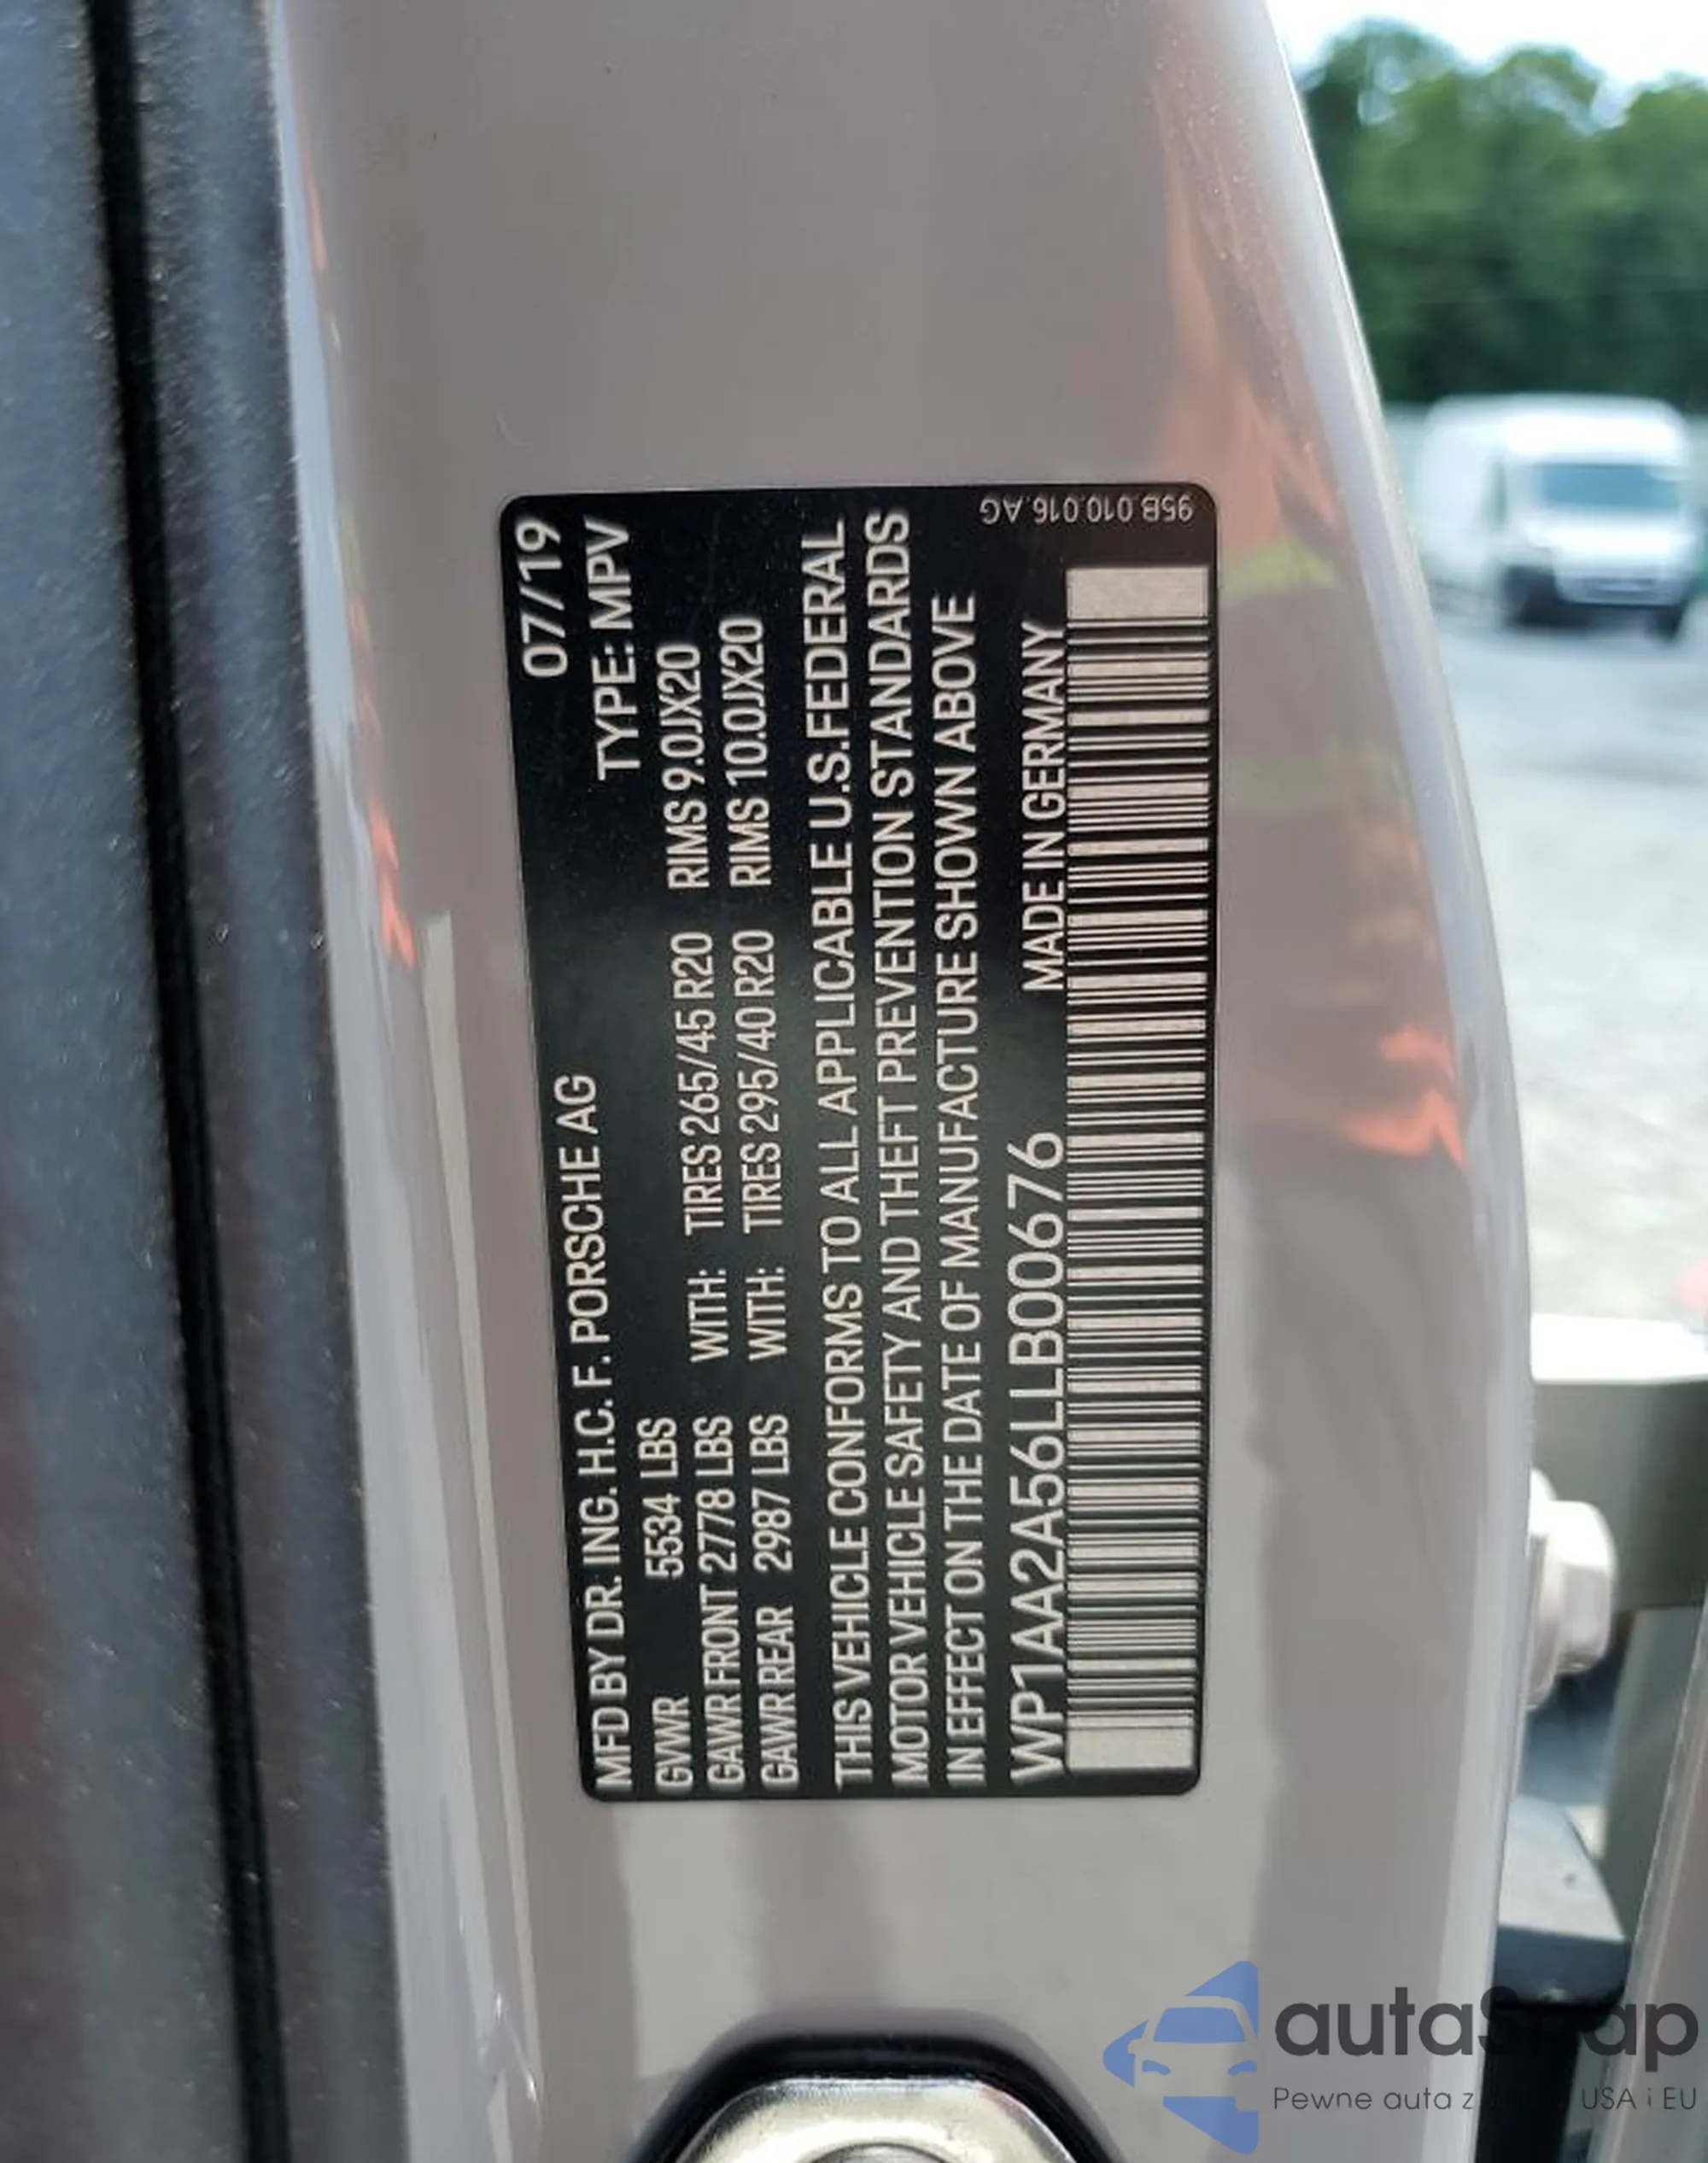 07/19
MFD BY DR. ING. H.C. F. PORSCHE AG TYPE: MPV
GVWR 5534 LBS
GAWR FRONT 2778 LBS WITH: TIRES 265/45 R20 RIMS 9.0JX20
GAWR REAR 2987 LBS WITH: TIRES 295/40 R20 RIMS 10.0JX20
THIS VEHICLE CONFORMS TO ALL APPLICABLE U.S. FEDERAL
MOTOR VEHICLE SAFETY AND THEFT PREVENTION STANDARDS
IN EFFECT ON THE DATE OF MANUFACTURE SHOWN ABOVE
WP1AA2A56LLB00676 MADE IN GERMANY
95B.010.016.AG
Pewne auta z USA i EU